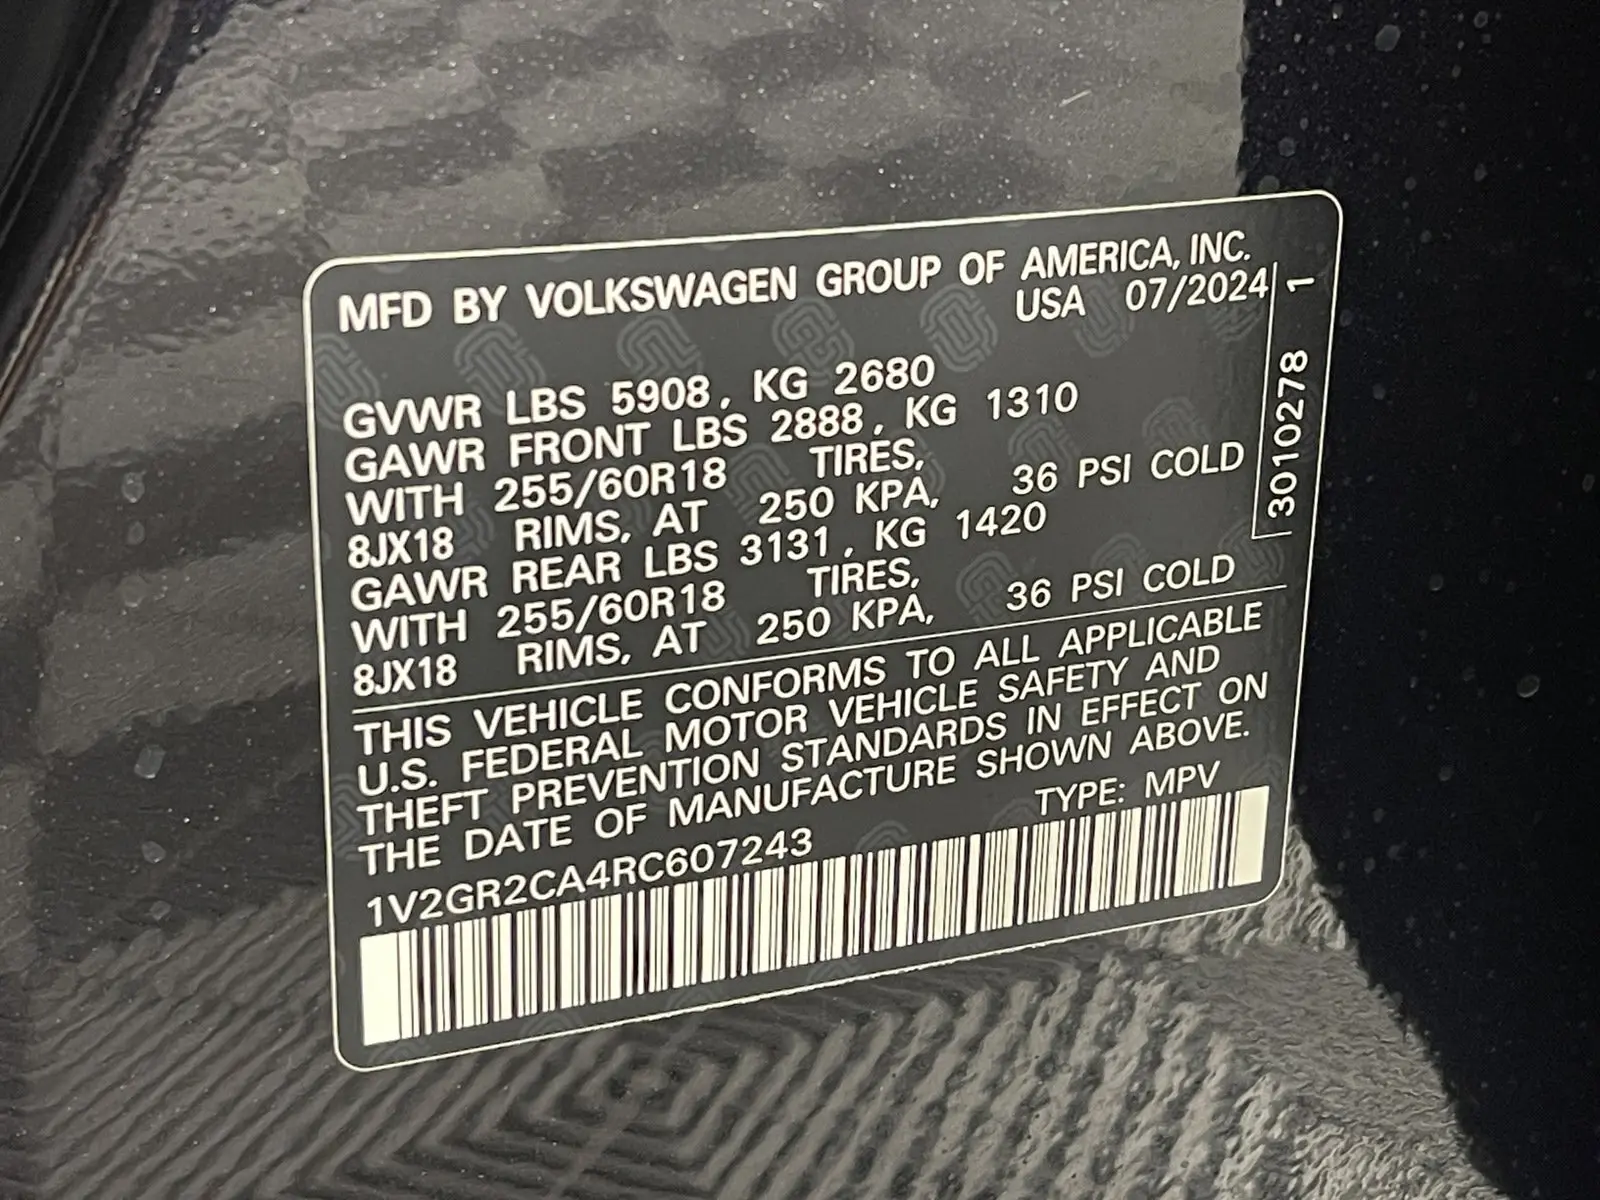 MFD BY VOLKSWAGEN GROUP OF AMERICA, INC.
USA 07/2024
GVWR LBS 5908, KG 2680
GAWR FRONT LBS 2888, KG 1310
WITH 255/60R18 TIRES,
8JX18 RIMS, AT 250 KPA, 36 PSI COLD
GAWR REAR LBS 3131, KG 1420
WITH 255/60R18 TIRES,
8JX18 RIMS, AT 250 KPA, 36 PSI COLD
THIS VEHICLE CONFORMS TO ALL APPLICABLE
U.S. FEDERAL MOTOR VEHICLE SAFETY AND
THEFT PREVENTION STANDARDS IN EFFECT ON
THE DATE OF MANUFACTURE SHOWN ABOVE.
1V2GR2CA4RC607243 TYPE: MPV
3010278 1